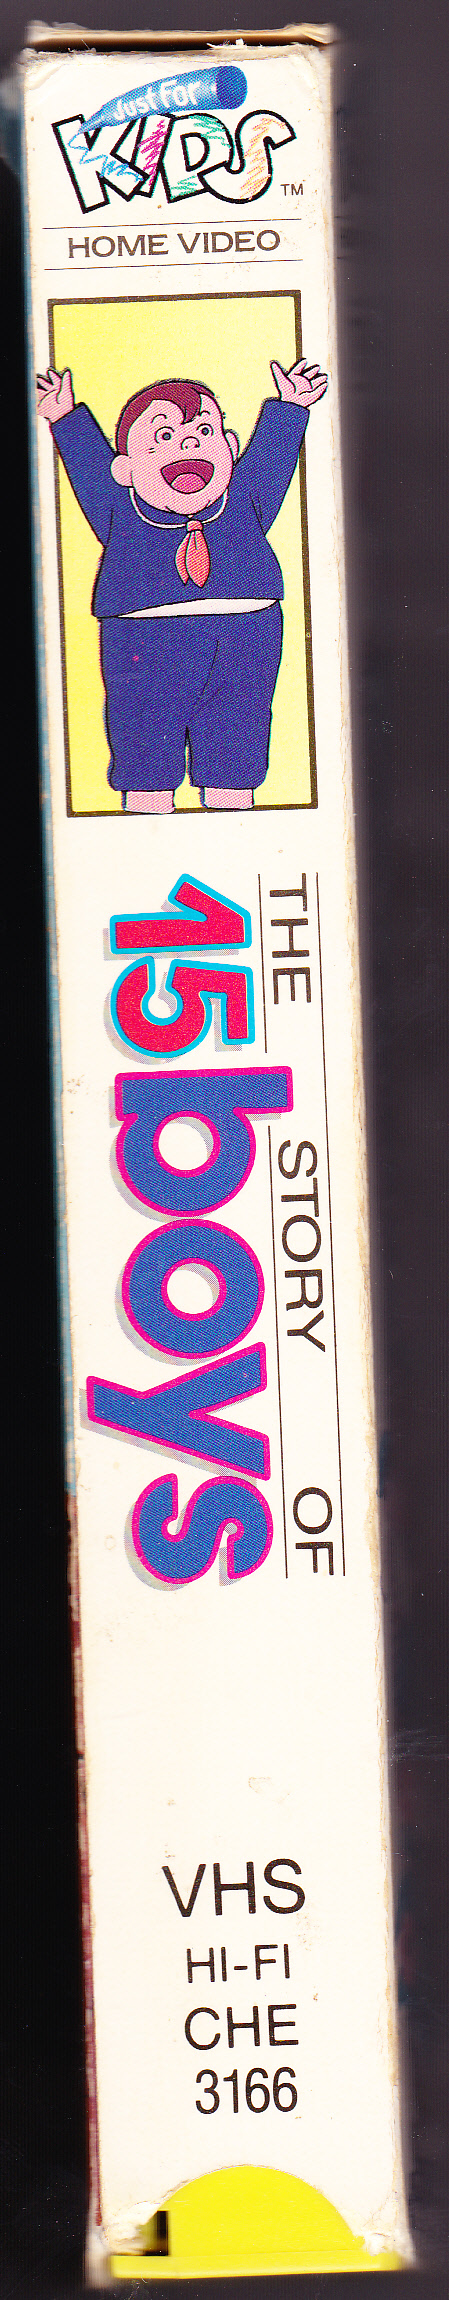 Just For
KIDS TM
HOME VIDEO
THE STORY OF
15 boys
VHS
HI-FI
CHE
3166